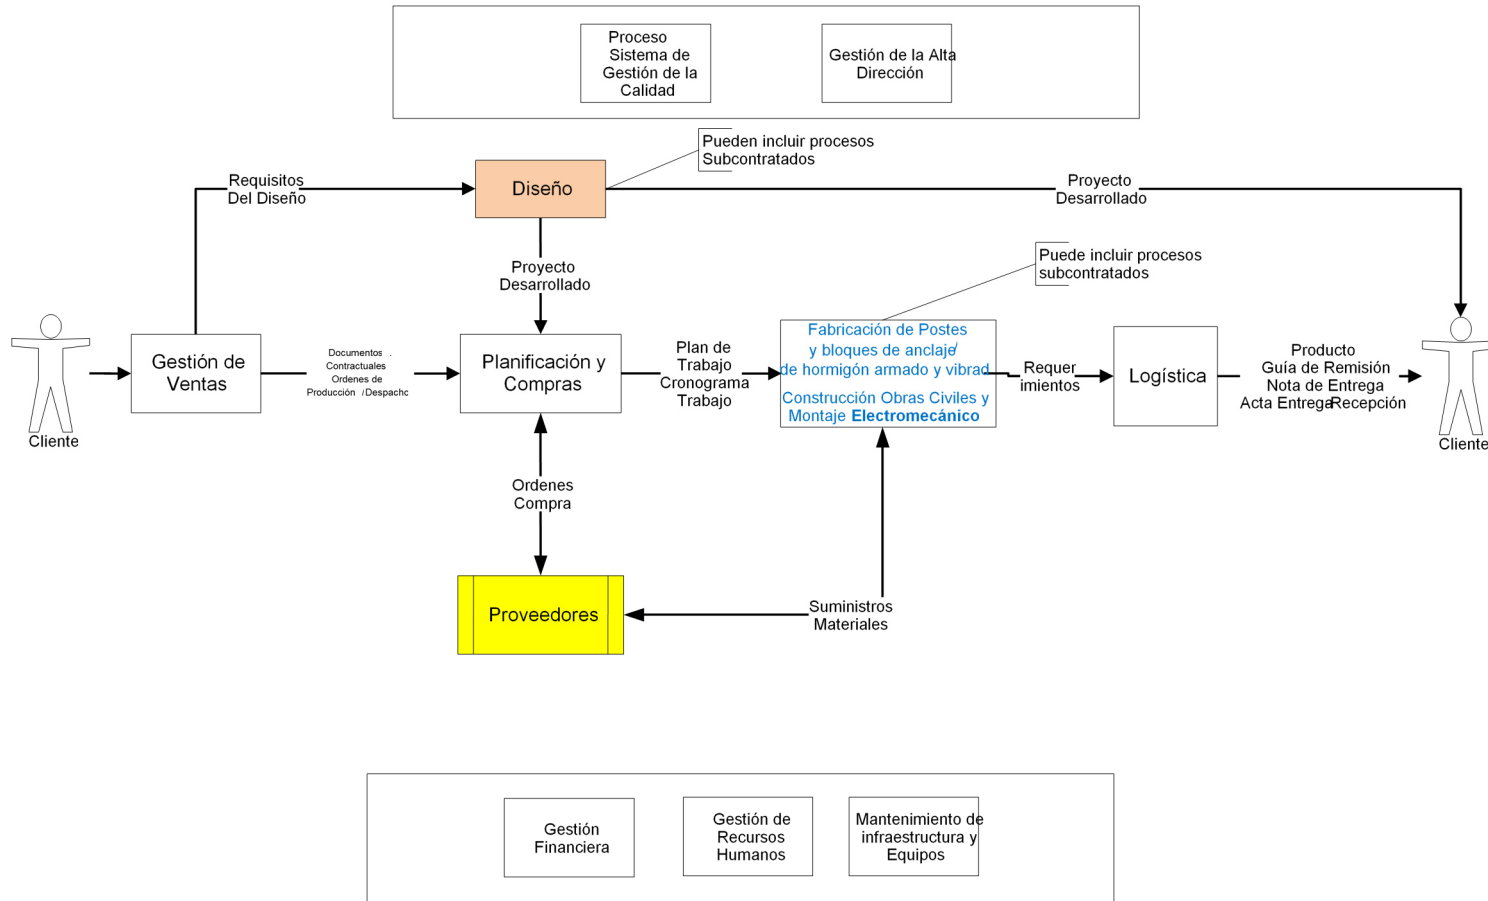 Proceso
Sistema de
Gestión de la
Calidad
Gestión de la Alta
Dirección
Pueden incluir procesos
Subcontratados
Requisitos
Del Diseño
Diseño
Proyecto
Desarrollado
Proyecto
Desarrollado
Puede incluir procesos
subcontratados
Cliente
Gestión de
Ventas
Documentos .
Contractuales
Ordenes de
Producción /Despacho
Planificación y
Compras
Plan de
Trabajo
Cronograma
Trabajo
Fabricación de Postes
y bloques de anclaje/
de hormigón armado y vibrad
Construcción Obras Civiles y
Montaje Electromecánico
Requer
imientos
Logística
Producto
Guía de Remisión
Nota de Entrega
Acta Entrega Recepción
Cliente
Ordenes
Compra
Proveedores
Suministros
Materiales
Gestión
Financiera
Gestión de
Recursos
Humanos
Mantenimiento de
infraestructura y
Equipos